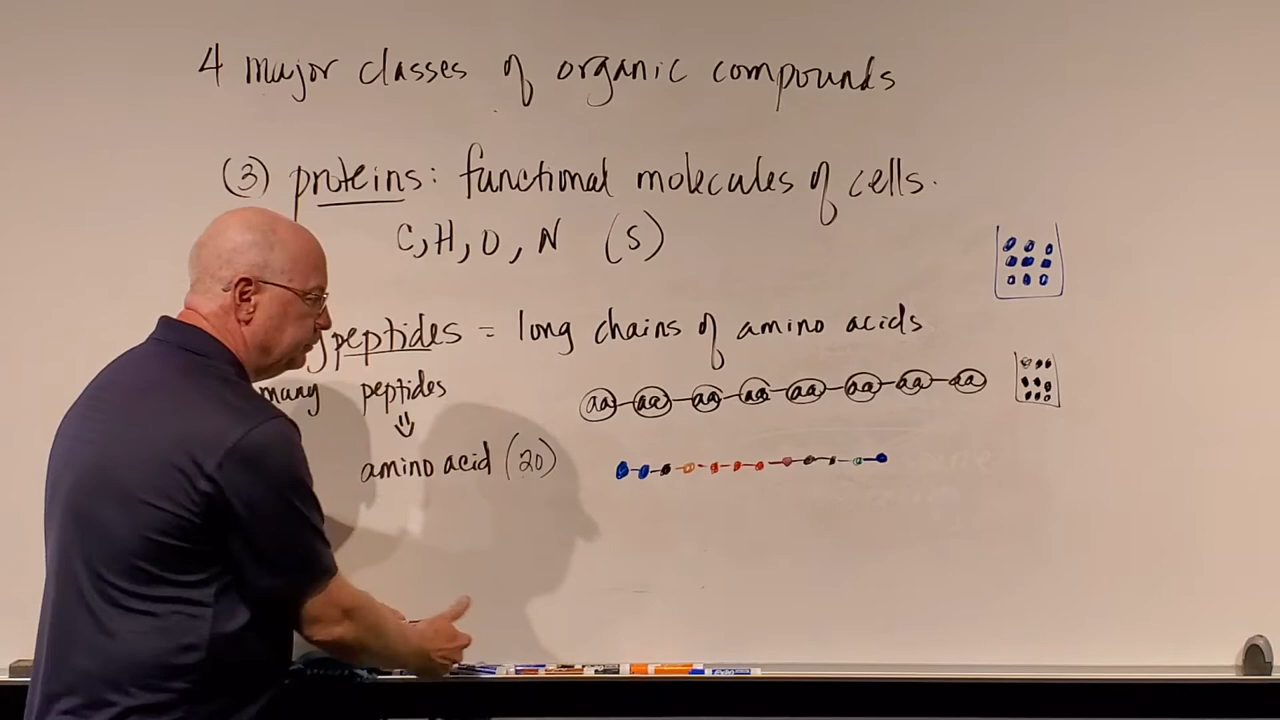 4 major classes of organic compounds
(3) proteins: functional molecules of cells.
C, H, O, N (S)
peptides = long chains of amino acids
many peptides
aa aa aa aa aa aa aa aa
amino acid (20)